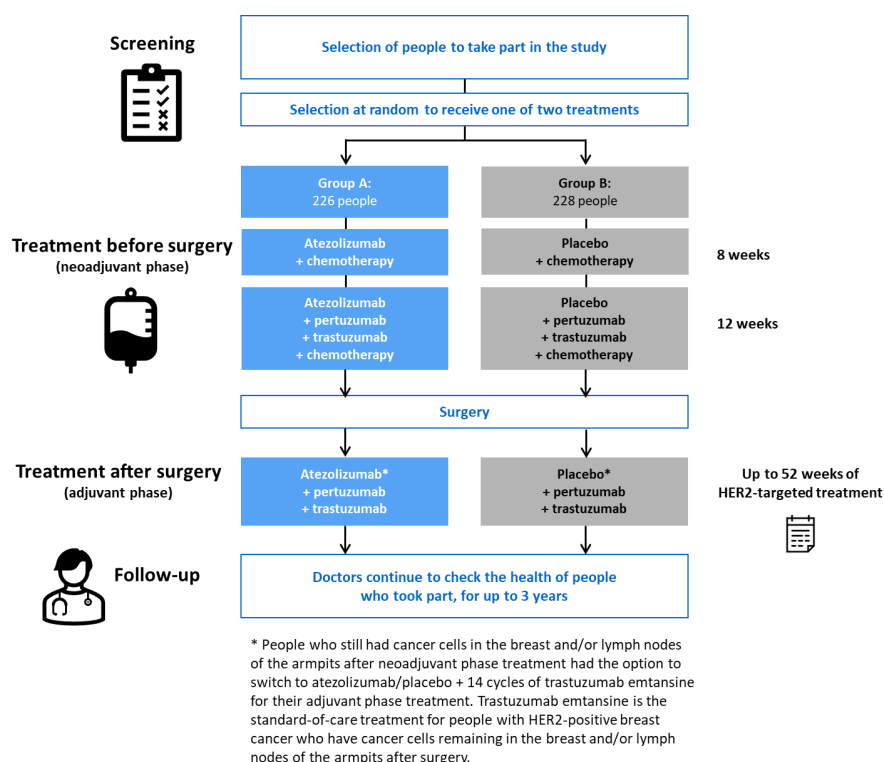 Screening
Selection of people to take part in the study
Selection at random to receive one of two treatments
Group A:
226 people
Group B:
228 people
Treatment before surgery
(neoadjuvant phase)
Atezolizumab
+ chemotherapy
Placebo
+ chemotherapy
8 weeks
Atezolizumab
+ pertuzumab
+ trastuzumab
+ chemotherapy
Placebo
+ pertuzumab
+ trastuzumab
+ chemotherapy
12 weeks
Surgery
Treatment after surgery
(adjuvant phase)
Atezolizumab*
+ pertuzumab
+ trastuzumab
Placebo*
+ pertuzumab
+ trastuzumab
Up to 52 weeks of
HER2-targeted treatment
Follow-up
Doctors continue to check the health of people
who took part, for up to 3 years
* People who still had cancer cells in the breast and/or lymph nodes
of the armpits after neoadjuvant phase treatment had the option to
switch to atezolizumab/placebo + 14 cycles of trastuzumab emtansine
for their adjuvant phase treatment. Trastuzumab emtansine is the
standard-of-care treatment for people with HER2-positive breast
cancer who have cancer cells remaining in the breast and/or lymph
nodes of the armpits after surgery.